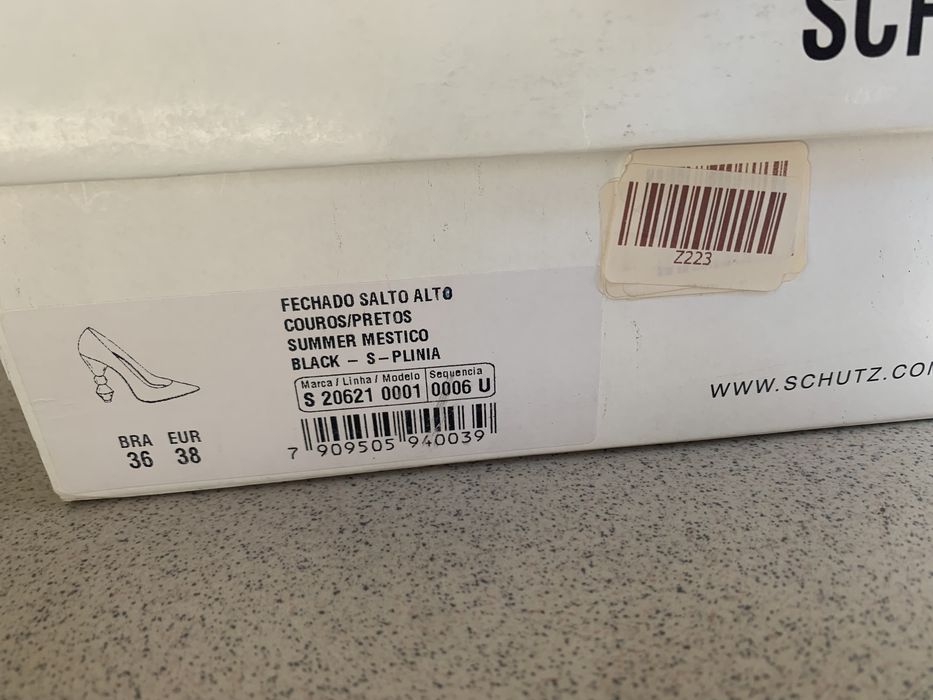 SCH
Z223
FECHADO SALTO ALTO
COUROS/PRETOS
SUMMER MESTICO
BLACK – S–PLINIA
Marca / Linha / Modelo Sequencia
S 20621 0001 0006 U
7 909505 940039
BRA EUR
36 38
WWW.SCHUTZ.COM